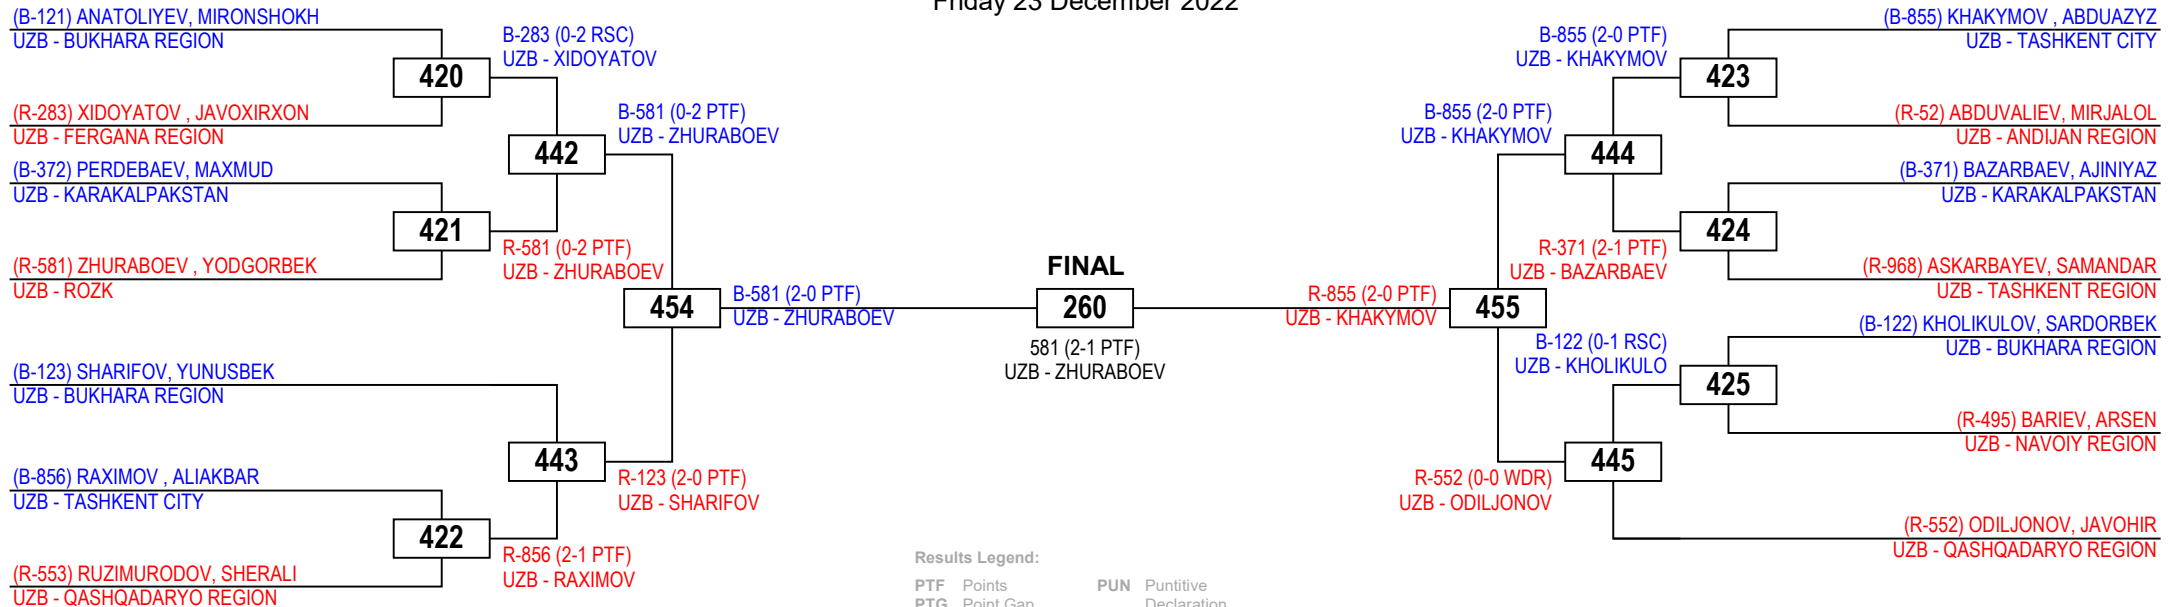 Friday 23 December 2022
(B-121) ANATOLIYEV, MIRONSHOKH
UZB - BUKHARA REGION
420
(R-283) XIDOYATOV , JAVOXIRXON
UZB - FERGANA REGION
B-283 (0-2 RSC)
UZB - XIDOYATOV
(B-372) PERDEBAEV, MAXMUD
UZB - KARAKALPAKSTAN
421
(R-581) ZHURABOEV , YODGORBEK
UZB - ROZK
R-581 (0-2 PTF)
UZB - ZHURABOEV
442
B-581 (0-2 PTF)
UZB - ZHURABOEV
454
B-581 (2-0 PTF)
UZB - ZHURABOEV
(B-123) SHARIFOV, YUNUSBEK
UZB - BUKHARA REGION
443
R-123 (2-0 PTF)
UZB - SHARIFOV
(B-856) RAXIMOV , ALIAKBAR
UZB - TASHKENT CITY
422
(R-553) RUZIMURODOV, SHERALI
UZB - QASHQADARYO REGION
R-856 (2-1 PTF)
UZB - RAXIMOV
FINAL
260
581 (2-1 PTF)
UZB - ZHURABOEV
(B-855) KHAKYMOV , ABDUAZYZ
UZB - TASHKENT CITY
423
(R-52) ABDUVALIEV, MIRJALOL
UZB - ANDIJAN REGION
B-855 (2-0 PTF)
UZB - KHAKYMOV
(B-371) BAZARBAEV, AJINIYAZ
UZB - KARAKALPAKSTAN
424
(R-968) ASKARBAYEV, SAMANDAR
UZB - TASHKENT REGION
R-371 (2-1 PTF)
UZB - BAZARBAEV
444
B-855 (2-0 PTF)
UZB - KHAKYMOV
455
R-855 (2-0 PTF)
UZB - KHAKYMOV
(B-122) KHOLIKULOV, SARDORBEK
UZB - BUKHARA REGION
425
(R-495) BARIEV, ARSEN
UZB - NAVOIY REGION
B-122 (0-1 RSC)
UZB - KHOLIKULO
445
R-552 (0-0 WDR)
UZB - ODILJONOV
(R-552) ODILJONOV, JAVOHIR
UZB - QASHQADARYO REGION
Results Legend:
PTF Points
PUN Puntitive
PTG Point Gap
Declaration